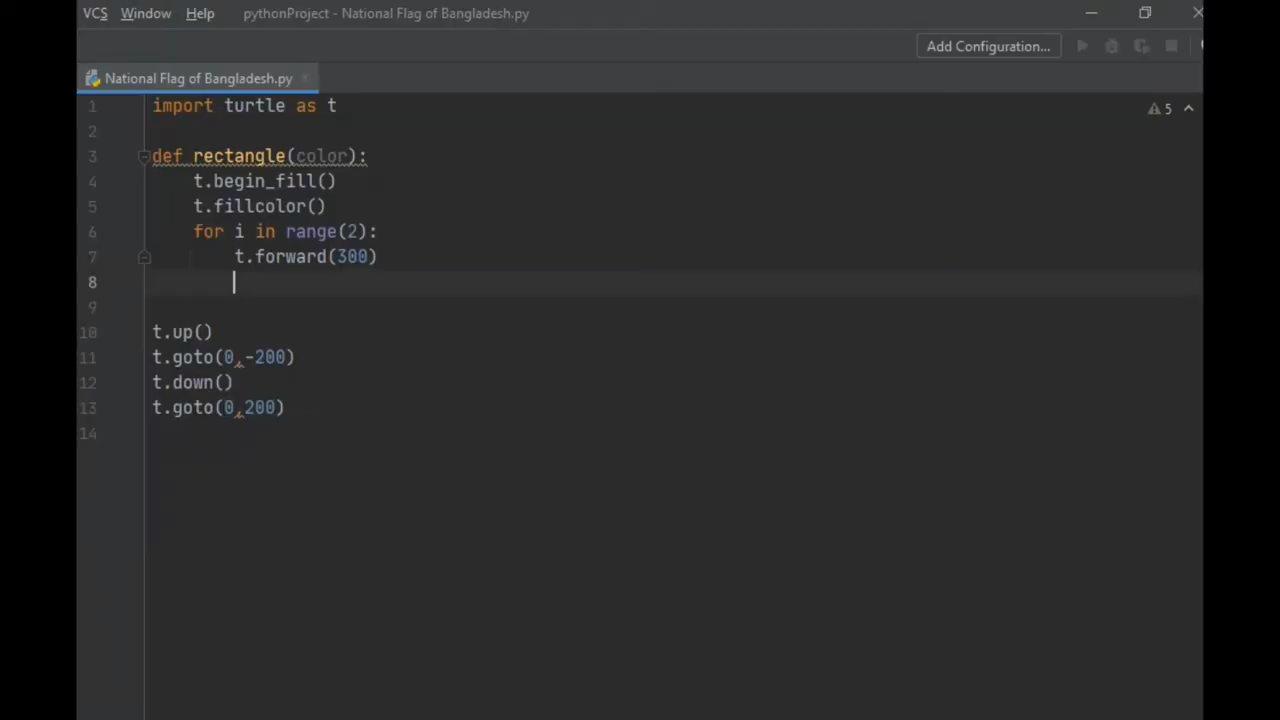 VCS Window Help pythonProject - National Flag of Bangladesh.py
Add Configuration...
National Flag of Bangladesh.py
1 import turtle as t
5
2
3 def rectangle(color):
4 t.begin_fill()
5 t.fillcolor()
6 for i in range(2):
7 t.forward(300)
8
9
10 t.up()
11 t.goto(0,-200)
12 t.down()
13 t.goto(0,200)
14